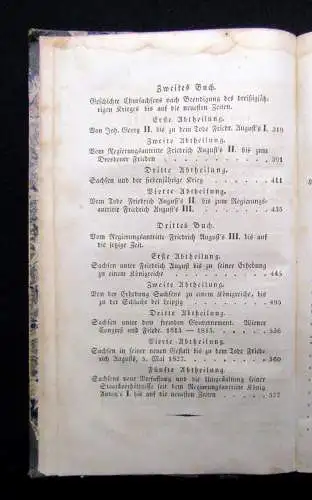 Zweites Buch.
Geschichte Chursachsens nach Beendigung des dreißigjäh-
rigen Krieges bis auf die neuesten Zeiten.
Erste Abtheilung.
Von Joh. Georg II. bis zu dem Tode Friedr. August's I. 319
Zweite Abtheilung.
Vom Regierungsantritte Friedrich August's II. bis zum
Dresdener Frieden 391
Dritte Abtheilung.
Sachsen und der siebenjährige Krieg 411
Vierte Abtheilung.
Vom Tode Friedrich August's II. bis zum Regierungs-
antritte Friedrich August's III. 435
Drittes Buch.
Vom Regierungsantritte Friedrich August's III. bis auf
die jetzige Zeit.
Erste Abtheilung.
Sachsen unter Friedrich August bis zu seiner Erhebung
zu einem Königreiche 445
Zweite Abtheilung.
Von der Erhebung Sachsens zu einem Königreiche, bis
zu der Schlacht bei Leipzig 495
Dritte Abtheilung.
Sachsen unter dem fremden Gouvernement. Wiener
Congreß und Friede. 1813 — 1815. 536
Vierte Abtheilung.
Sachsen in seiner neuen Gestalt bis zu dem Tode Friede-
rich Augusts, 5. Mai 1827. 560
Fünfte Abtheilung.
Sachsens neue Verfassung und die Umgestaltung seiner
Staatsverhältnisse seit dem Regierungsantritte König
Anton's I. bis auf die neuesten Zeiten 577